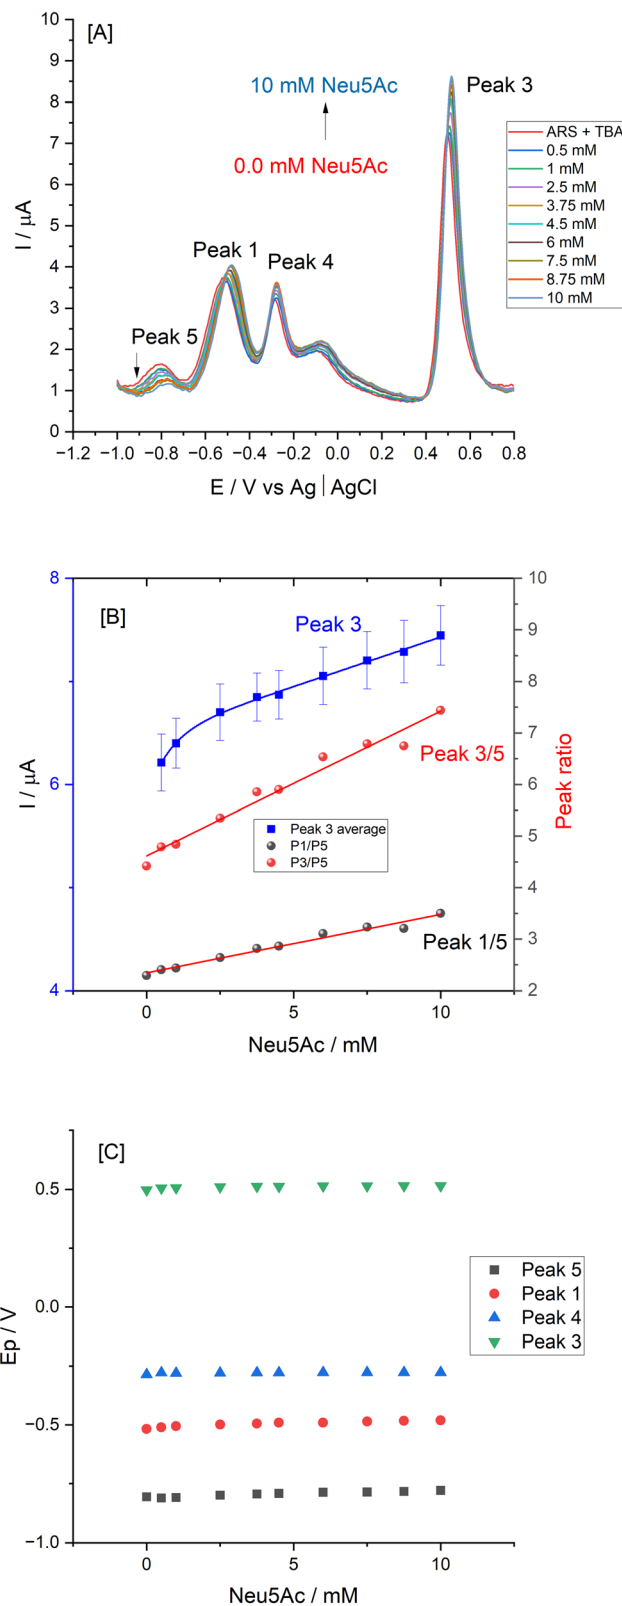 [A]
10
9
8
7
6
5
4
3
2
1
0
I / μA
10 mM Neu5Ac
0.0 mM Neu5Ac
Peak 3
Peak 1
Peak 4
Peak 5
ARS + TBA
0.5 mM
1 mM
2.5 mM
3.75 mM
4.5 mM
6 mM
7.5 mM
8.75 mM
10 mM
−1.2 −1.0 −0.8 −0.6 −0.4 −0.2 0.0 0.2 0.4 0.6 0.8
E / V vs Ag | AgCl
[B]
8
6
4
I / μA
10
9
8
7
6
5
4
3
2
Peak ratio
Peak 3
Peak 3/5
Peak 3 average
P1/P5
P3/P5
Peak 1/5
0 5 10
Neu5Ac / mM
[C]
0.5
0.0
−0.5
−1.0
Ep / V
Peak 5
Peak 1
Peak 4
Peak 3
0 5 10
Neu5Ac / mM